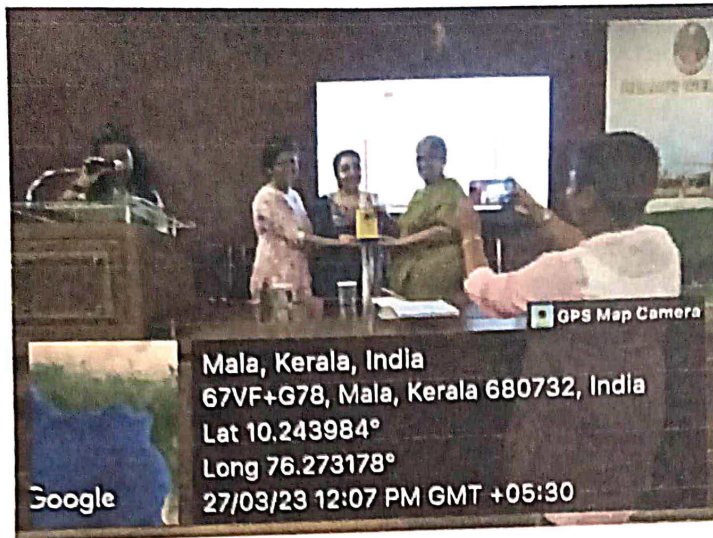 GPS Map Camera
Mala, Kerala, India
67VF+G78, Mala, Kerala 680732, India
Lat 10.243984°
Long 76.273178°
27/03/23 12:07 PM GMT +05:30
Google